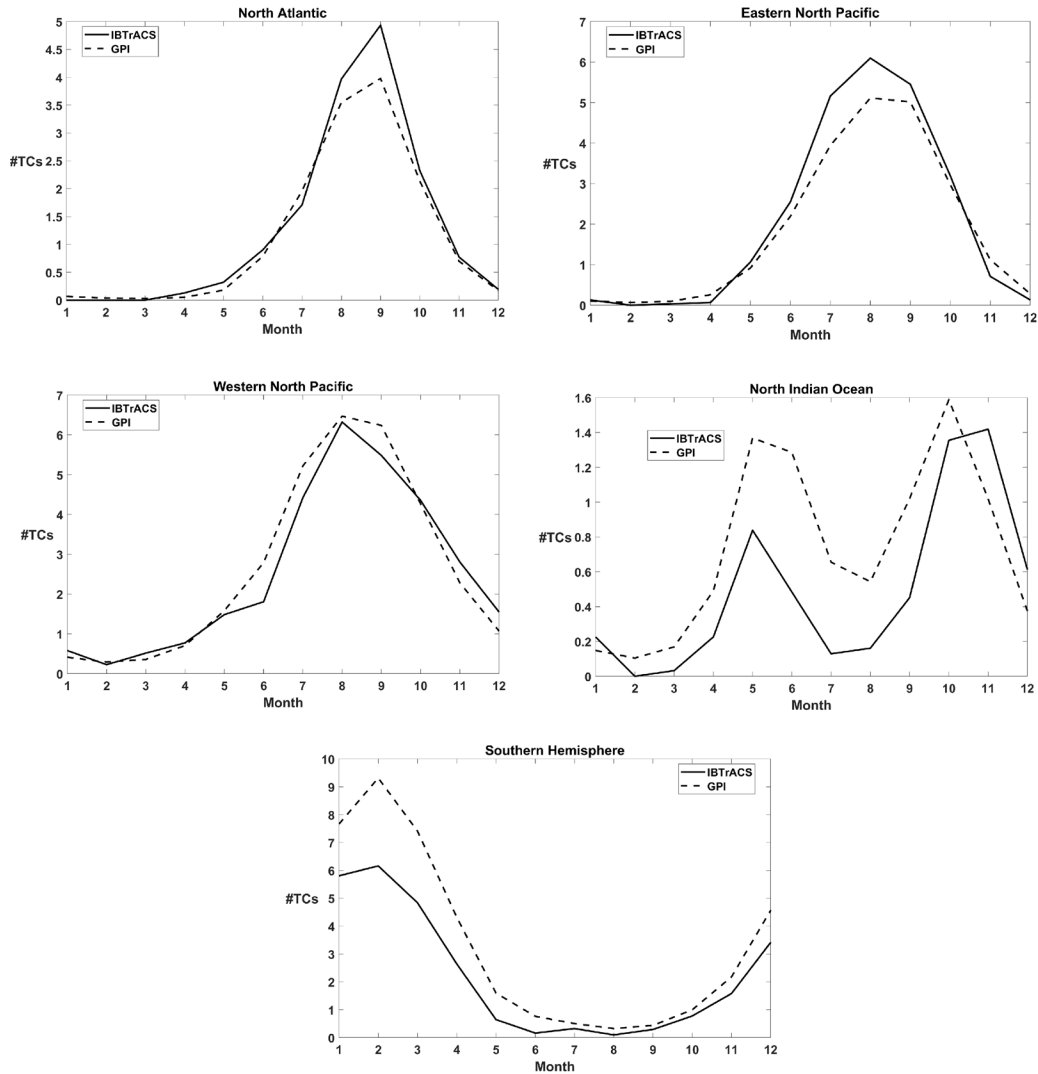 North Atlantic
5
4.5
4
3.5
3
#TCs 2.5
2
1.5
1
0.5
0
IBTrACS
GPI
1 2 3 4 5 6 7 8 9 10 11 12
Month
Eastern North Pacific
7
6
5
4
#TCs
3
2
1
0
IBTrACS
GPI
1 2 3 4 5 6 7 8 9 10 11 12
Month
Western North Pacific
7
6
5
4
#TCs
3
2
1
0
IBTrACS
GPI
1 2 3 4 5 6 7 8 9 10 11 12
Month
North Indian Ocean
1.6
1.4
1.2
1
#TCs 0.8
0.6
0.4
0.2
0
IBTrACS
GPI
1 2 3 4 5 6 7 8 9 10 11 12
Month
Southern Hemisphere
10
9
8
7
6
#TCs 5
4
3
2
1
0
IBTrACS
GPI
1 2 3 4 5 6 7 8 9 10 11 12
Month